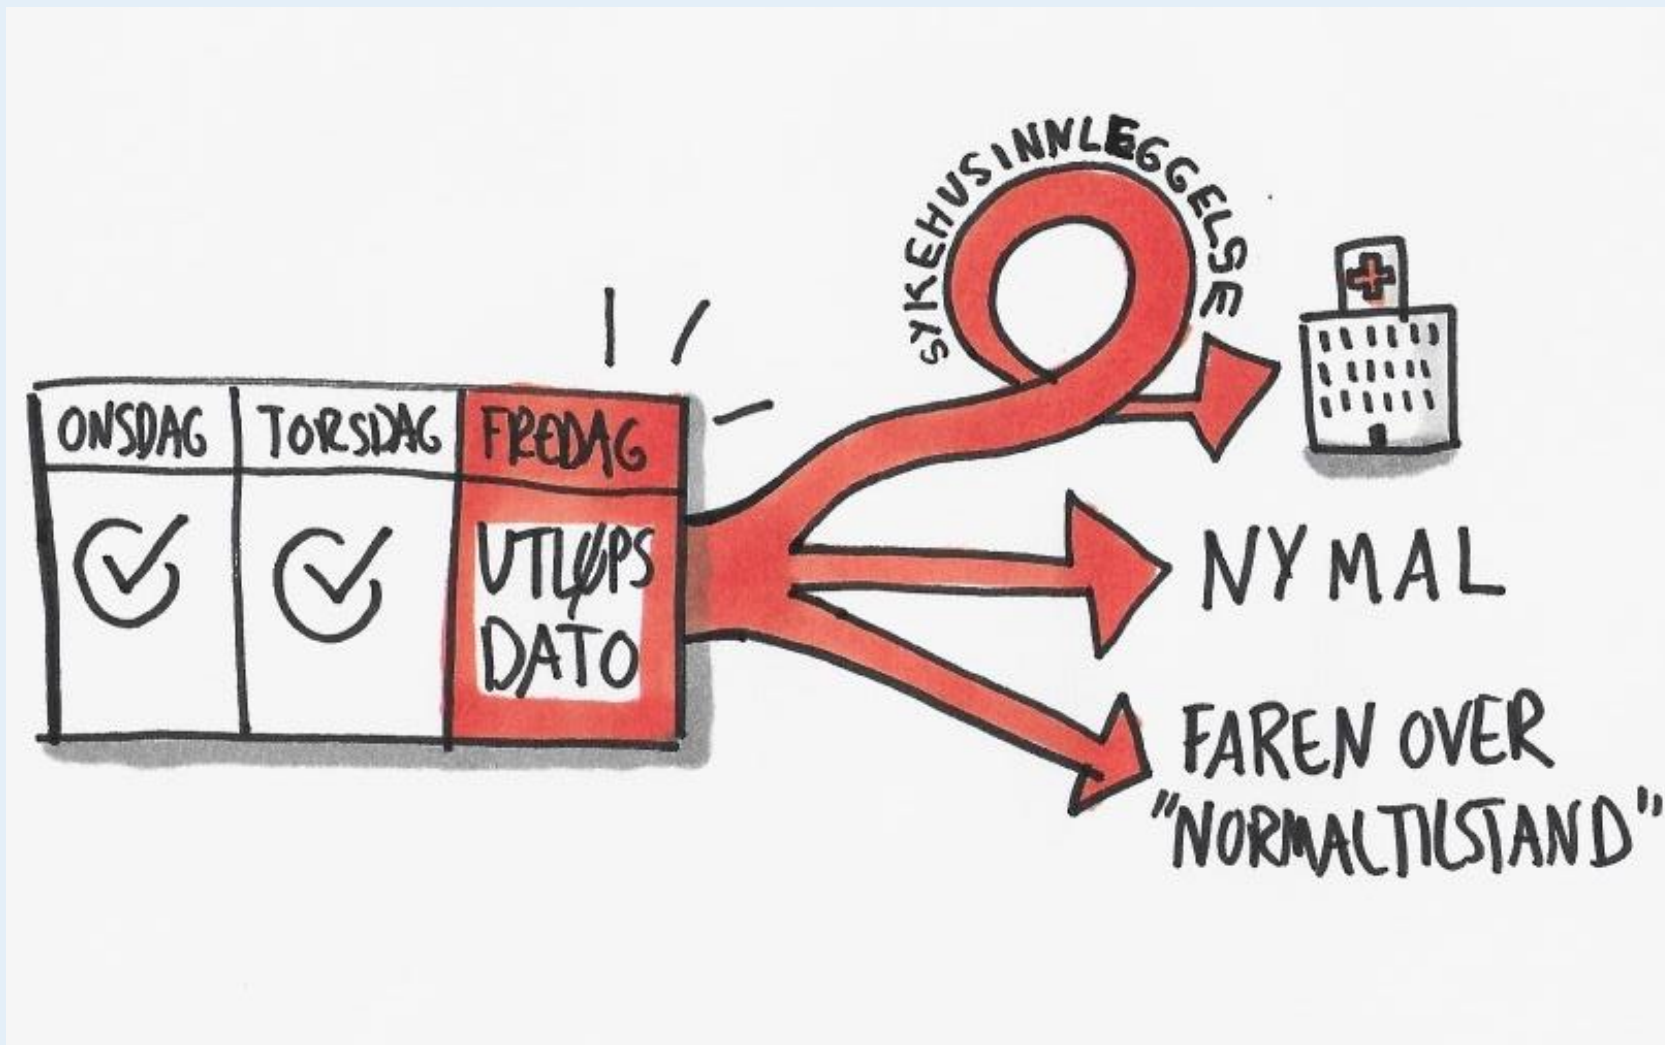 ONSDAG
TORSDAG
FREDAG
UTLØPS
DATO
SYKEHUSINNLEGGELSE
NY MAL
FAREN OVER
"NORMALTILSTAND"